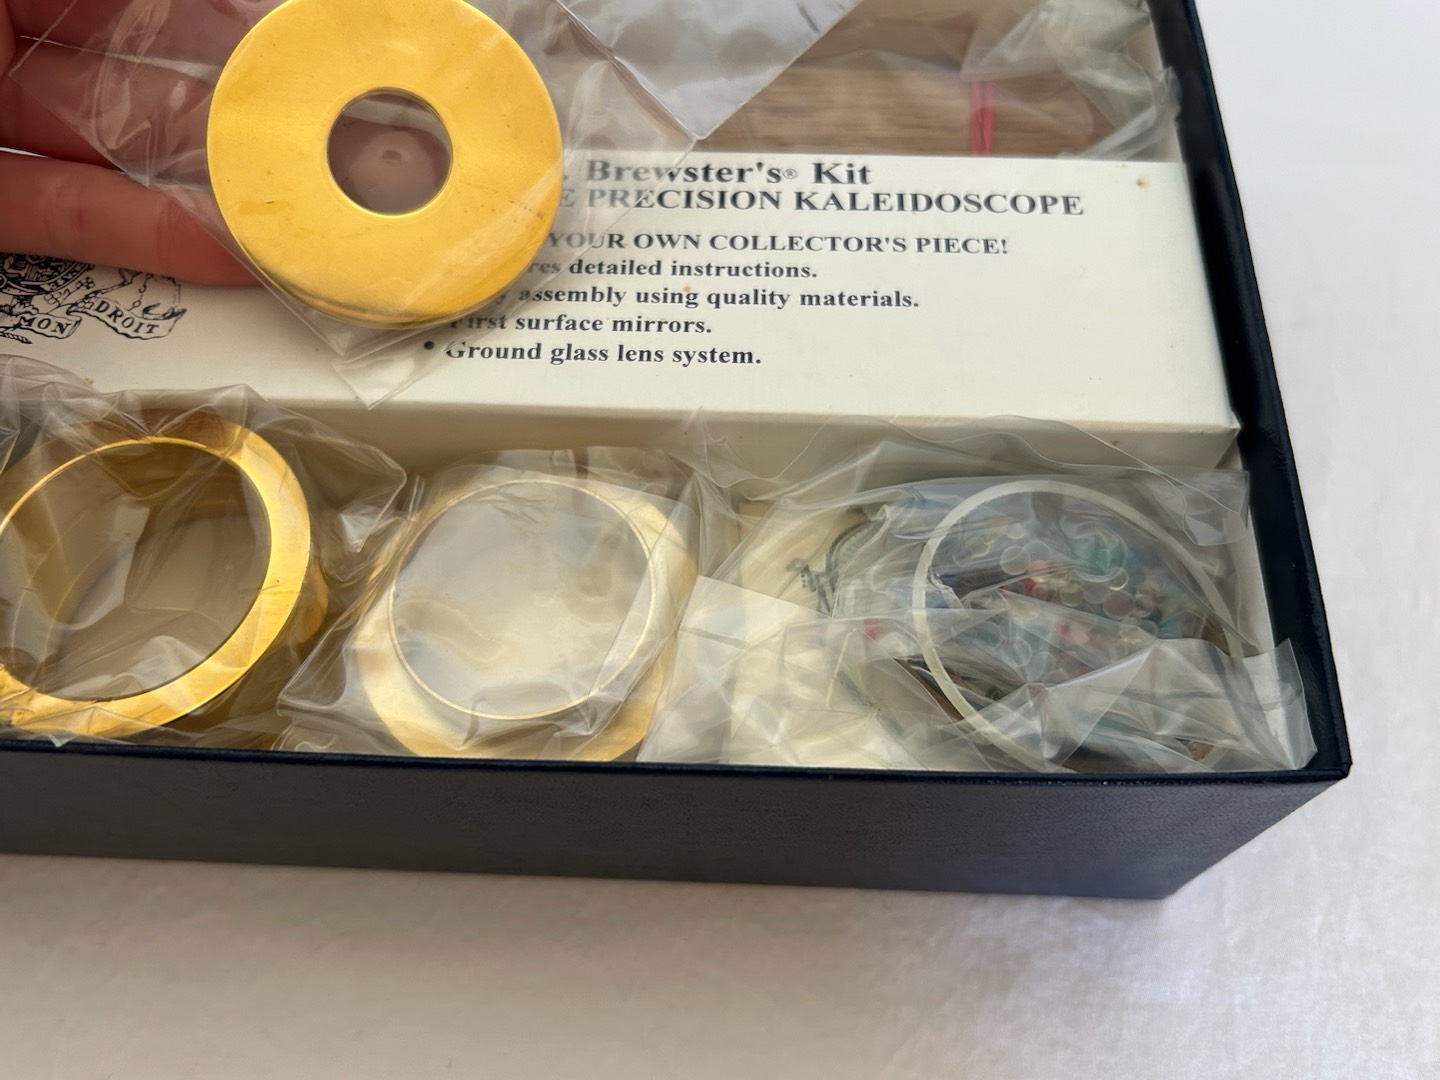 Brewster's® Kit
PRECISION KALEIDOSCOPE
YOUR OWN COLLECTOR'S PIECE!
detailed instructions.
assembly using quality materials.
First surface mirrors.
• Ground glass lens system.
MON DROIT